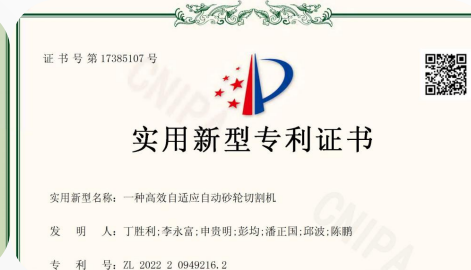 证书号第17385107号
CNIPA
实用新型专利证书
实用新型名称：一种高效自适应自动砂轮切割机
CNIPA
发 明 人：丁胜利;李永富;申贵明;彭均;潘正国;邱波;陈鹏
专 利 号：ZL 2022 2 0949216.2